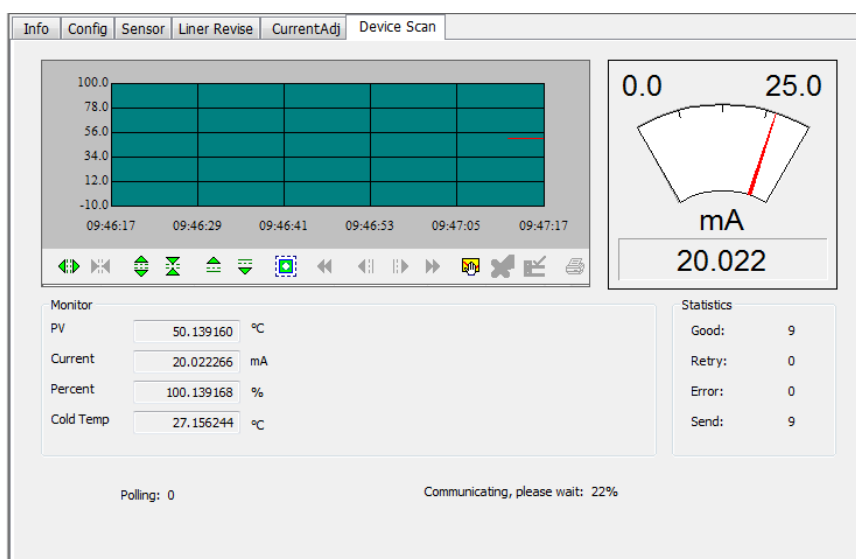 Info Config Sensor Liner Revise CurrentAdj Device Scan
100.0
78.0
56.0
34.0
12.0
-10.0
09:46:17 09:46:29 09:46:41 09:46:53 09:47:05 09:47:17
0.0 25.0
mA
20.022
Monitor
PV 50.139160 °C
Current 20.022266 mA
Percent 100.139168 %
Cold Temp 27.156244 °C
Statistics
Good: 9
Retry: 0
Error: 0
Send: 9
Polling: 0 Communicating, please wait: 22%